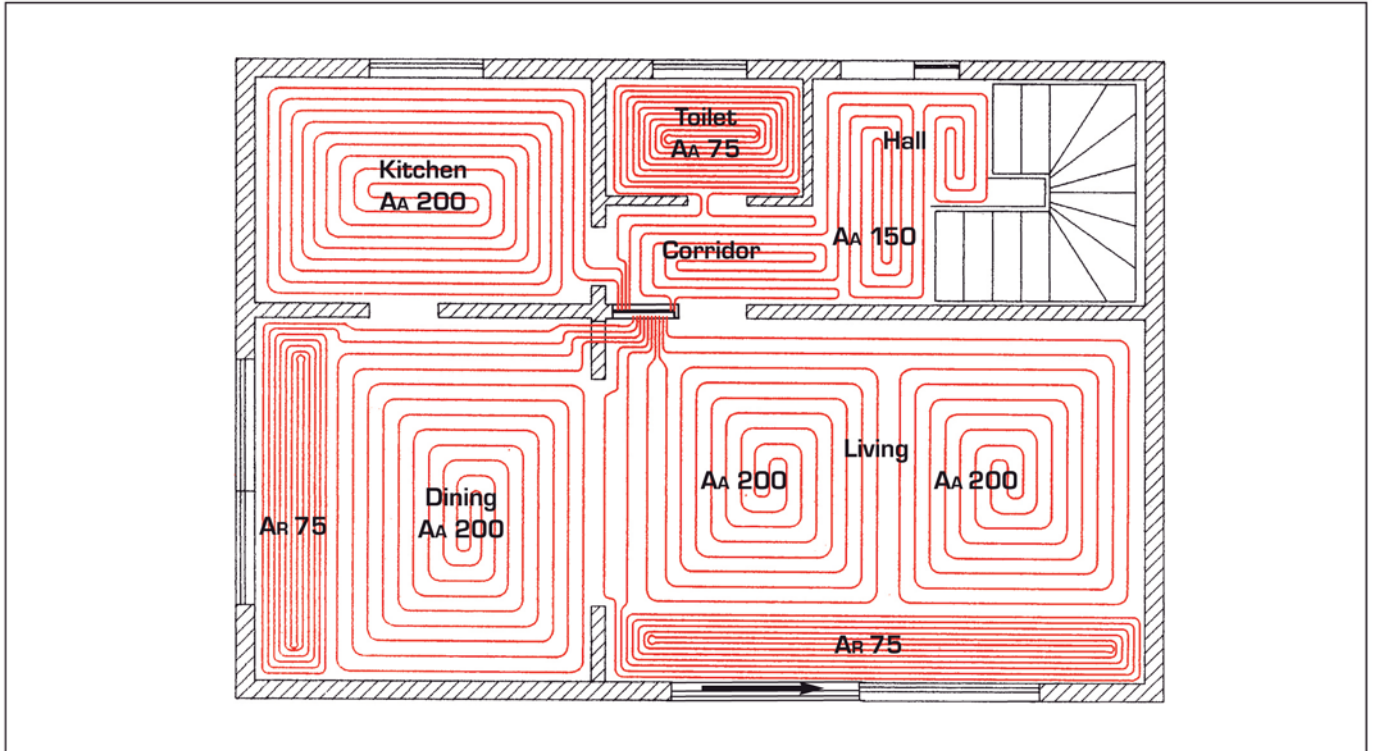 Toilet
AA 75
Hall
Kitchen
AA 200
AA 150
Corridor
Living
AA 200
AA 200
Dining
AA 200
AR 75
AR 75